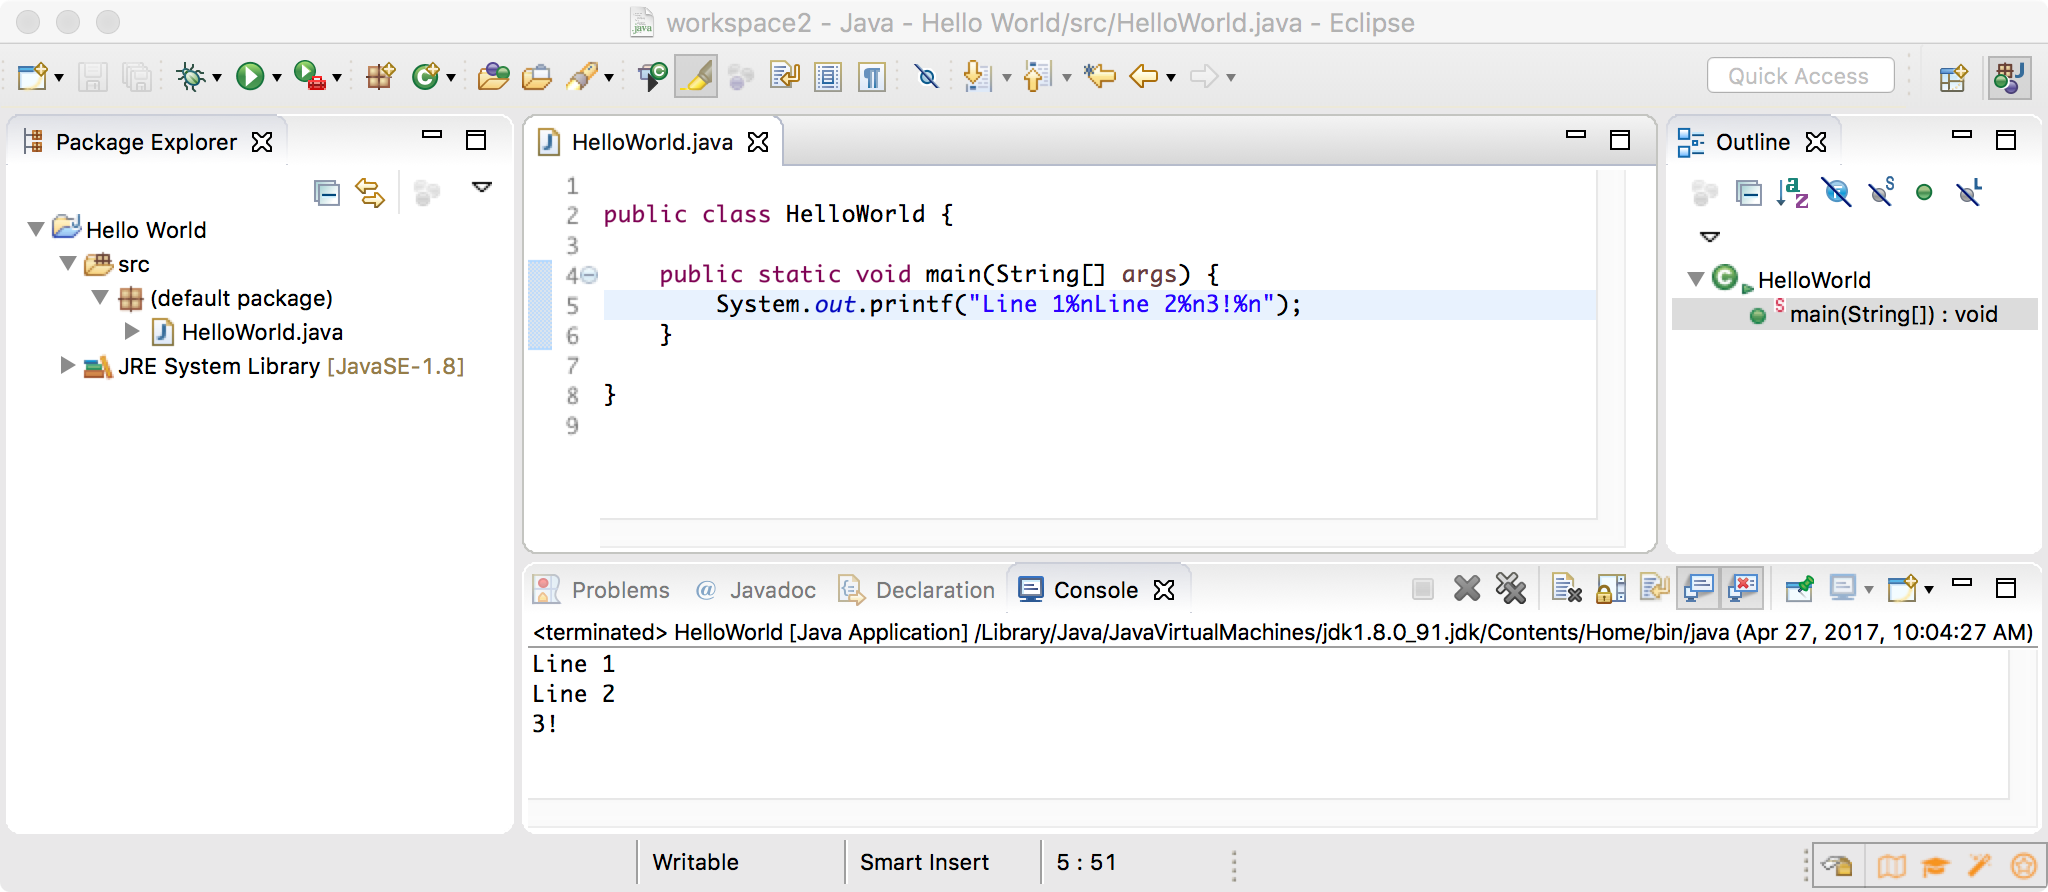 workspace2 - Java - Hello World/src/HelloWorld.java - Eclipse
Quick Access
Package Explorer
Hello World
src
(default package)
HelloWorld.java
JRE System Library [JavaSE-1.8]
HelloWorld.java
1
2 public class HelloWorld {
3
4 public static void main(String[] args) {
5 System.out.printf("Line 1%nLine 2%n3!%n");
6 }
7
8 }
9
Outline
HelloWorld
main(String[]) : void
Problems @ Javadoc Declaration Console
<terminated> HelloWorld [Java Application] /Library/Java/JavaVirtualMachines/jdk1.8.0_91.jdk/Contents/Home/bin/java (Apr 27, 2017, 10:04:27 AM)
Line 1
Line 2
3!
Writable Smart Insert 5 : 51